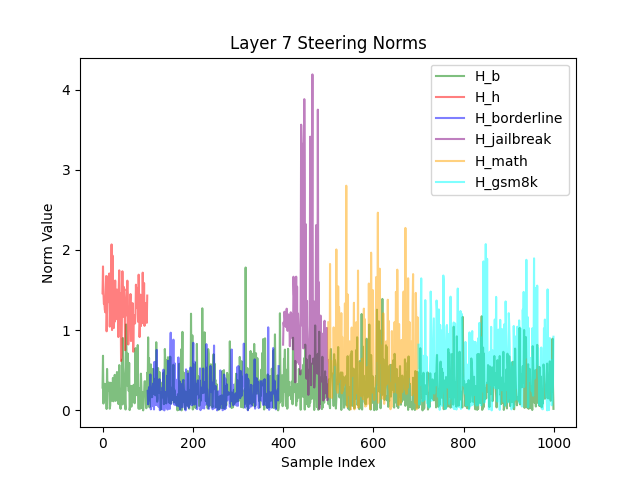 Layer 7 Steering Norms
Norm Value
4
3
2
1
0
0 200 400 600 800 1000
Sample Index
H_b
H_h
H_borderline
H_jailbreak
H_math
H_gsm8k